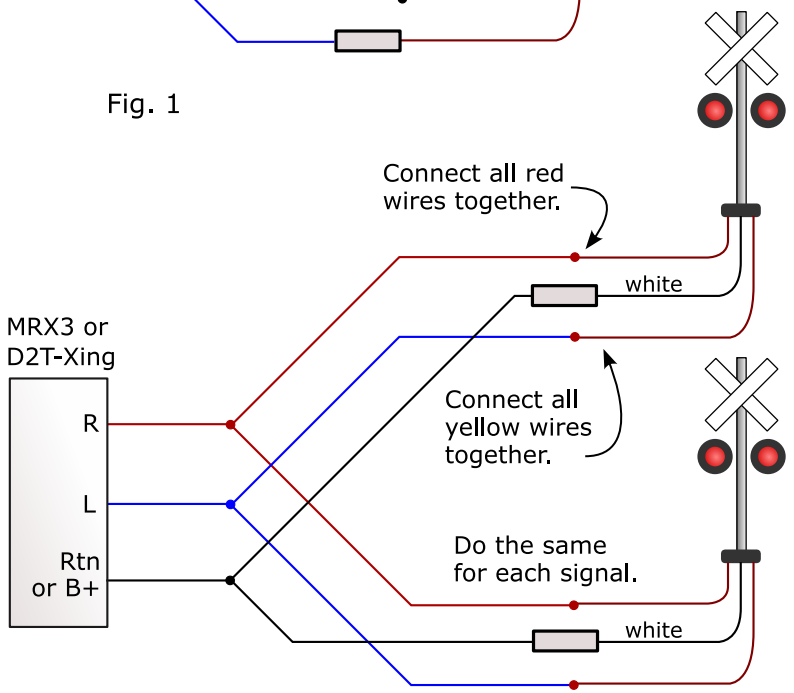 Fig. 1
Connect all red
wires together.
white
MRX3 or
D2T-Xing
R
Connect all
yellow wires
together.
L
Do the same
for each signal.
Rtn
or B+
white